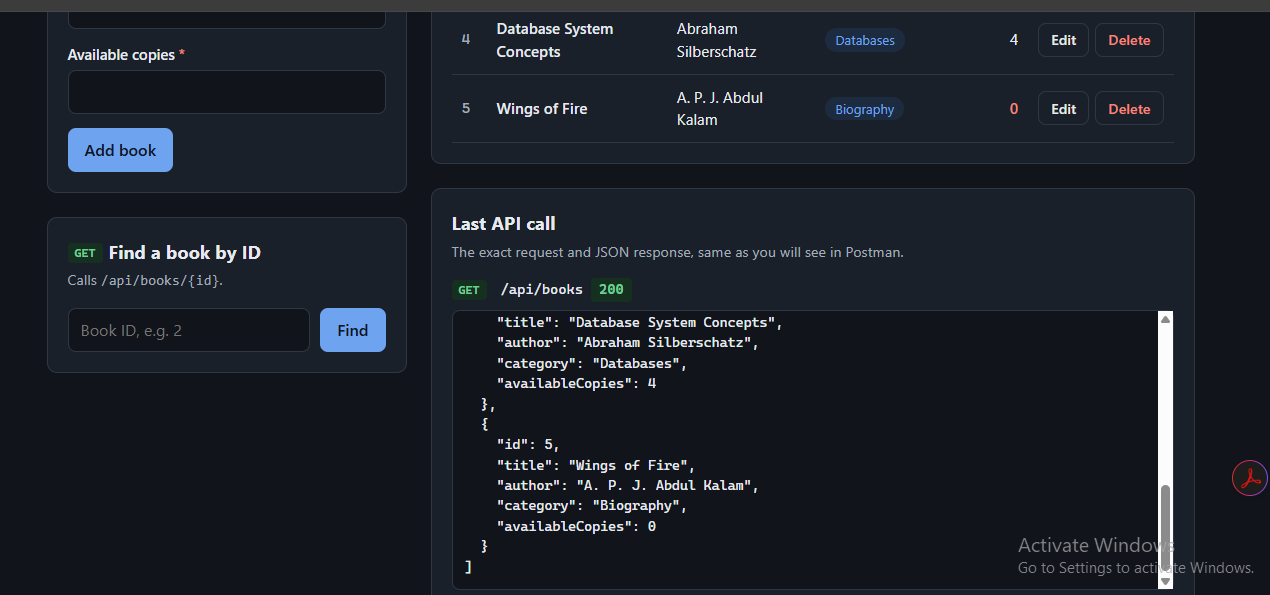 Available copies *
Add book
GET Find a book by ID
Calls /api/books/{id}.
Book ID, e.g. 2
Find
4 Database System Concepts Abraham Silberschatz Databases 4 Edit Delete
5 Wings of Fire A. P. J. Abdul Kalam Biography 0 Edit Delete
Last API call
The exact request and JSON response, same as you will see in Postman.
GET /api/books 200
"title": "Database System Concepts",
"author": "Abraham Silberschatz",
"category": "Databases",
"availableCopies": 4
},
{
"id": 5,
"title": "Wings of Fire",
"author": "A. P. J. Abdul Kalam",
"category": "Biography",
"availableCopies": 0
}
]
Activate Windows
Go to Settings to activate Windows.